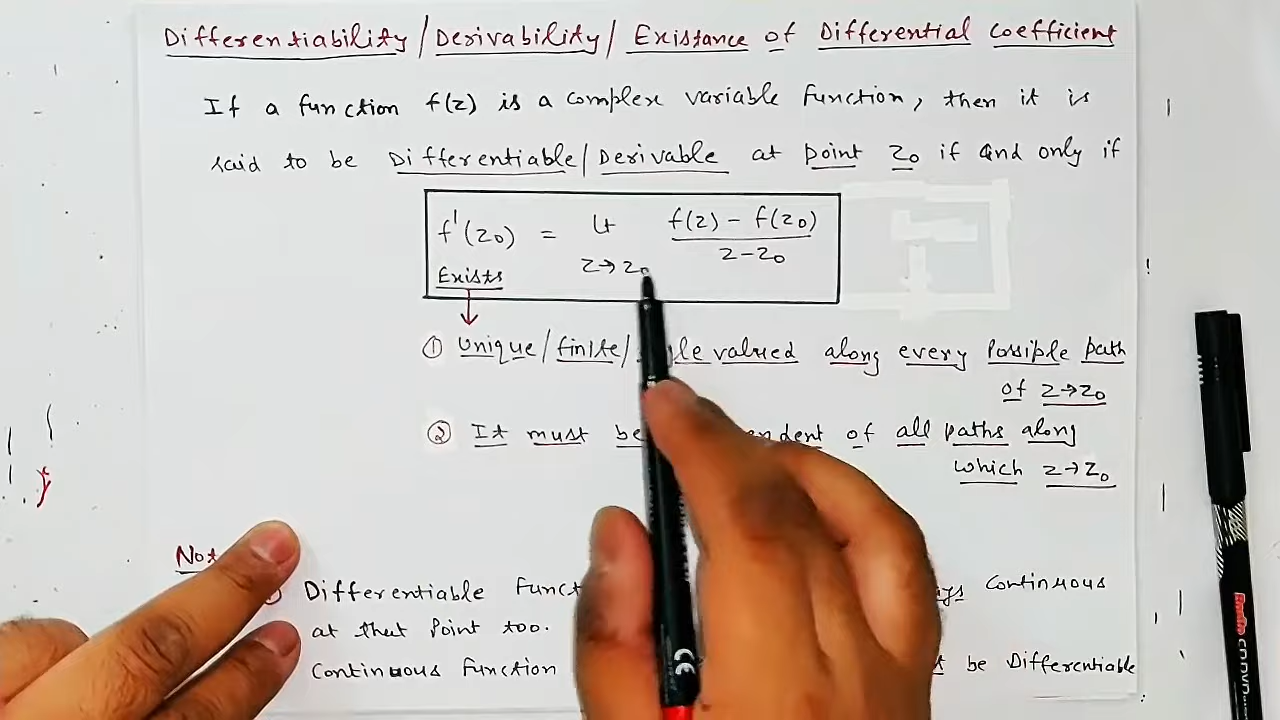 Differentiability / Derivability / Existance of Differential Coefficient
If a function f(z) is a complex variable function, then it is
said to be Differentiable/Derivable at point z₀ if and only if
f'(z₀) = Lt f(z) - f(z₀)
z→z₀ z-z₀
Exists
① Unique/finite/ valued along every possible path
of z→z₀
② It must be of all paths along
which z→z₀
Differentiable Continuous
at that point too.
Continuous function be Differentiable